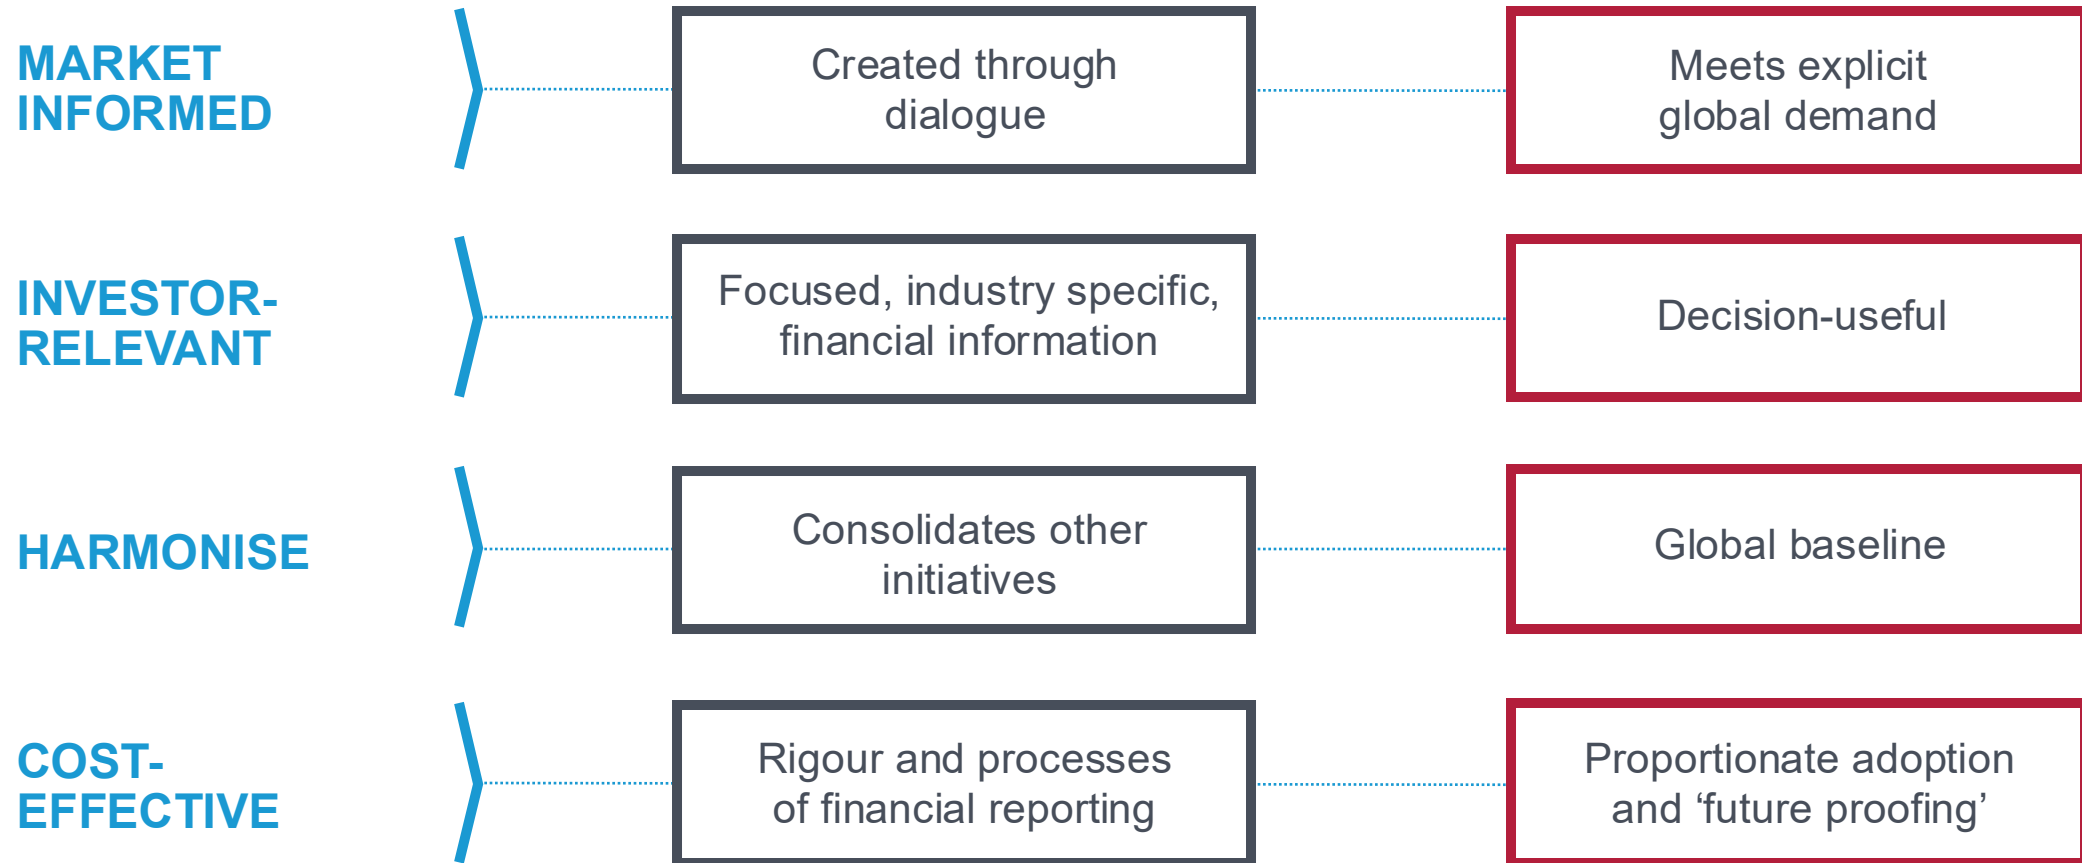 MARKET
INFORMED
Created through
dialogue
Meets explicit
global demand
INVESTOR-
RELEVANT
Focused, industry specific,
financial information
Decision-useful
HARMONISE
Consolidates other
initiatives
Global baseline
COST-
EFFECTIVE
Rigour and processes
of financial reporting
Proportionate adoption
and ‘future proofing’